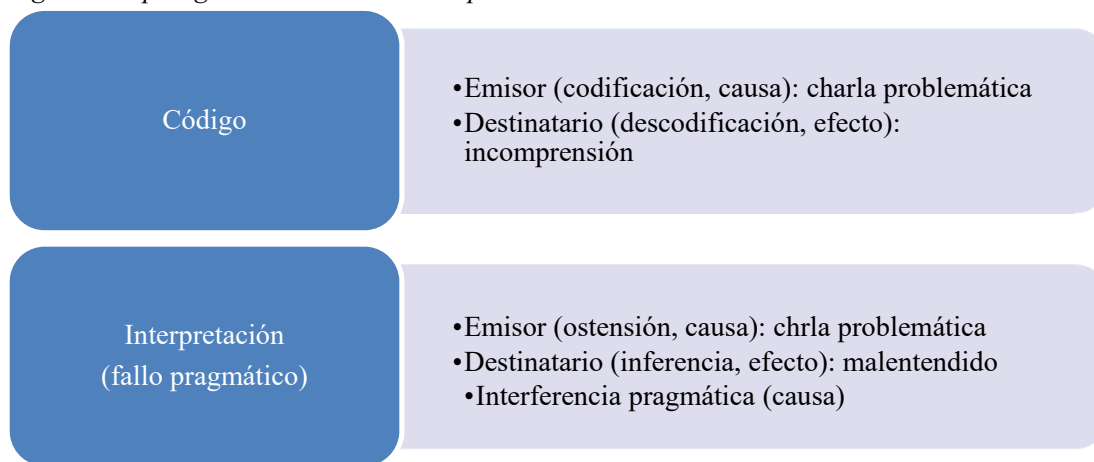 Código
•Emisor (codificación, causa): charla problemática
•Destinatario (descodificación, efecto):
incomprensión
Interpretación
(fallo pragmático)
•Emisor (ostensión, causa): chrla problemática
•Destinatario (inferencia, efecto): malentendido
•Interferencia pragmática (causa)